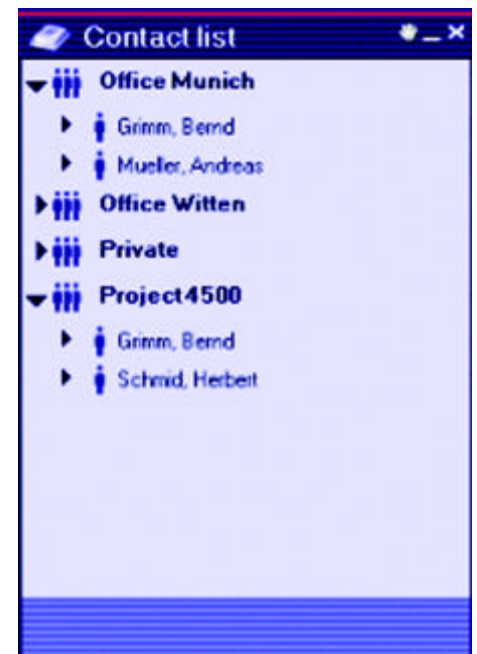 Contact list
Office Munich
Grimm, Bernd
Mueller, Andreas
Office Witten
Private
Project4500
Grimm, Bernd
Schmid, Herbert